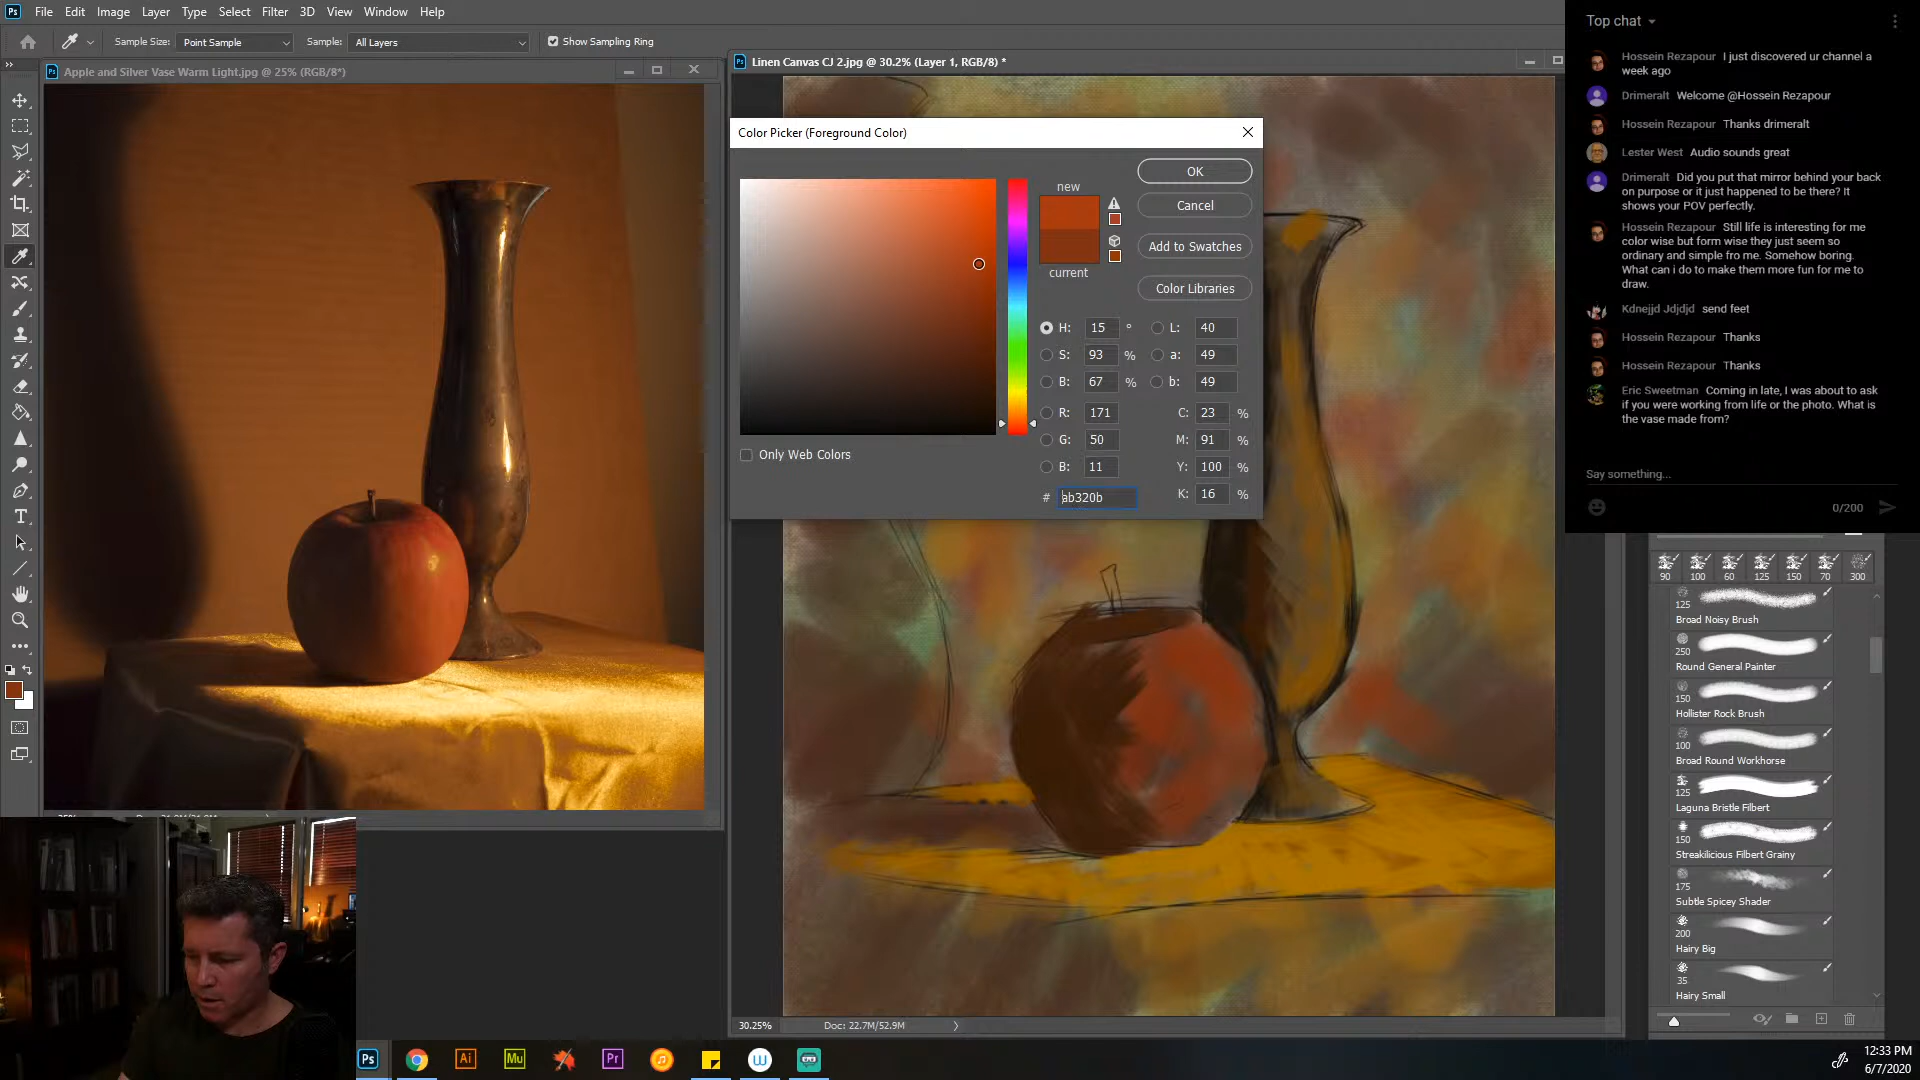 Ps File Edit Image Layer Type Select Filter 3D View Window Help
Sample Size: Point Sample Sample: All Layers Show Sampling Ring
Apple and Silver Vase Warm Light.jpg @ 25% (RGB/8*)
Linen Canvas CJ 2.jpg @ 30.2% (Layer 1, RGB/8) *
Color Picker (Foreground Color)
new
current
OK
Cancel
Add to Swatches
Color Libraries
H: 15 ° L: 40
S: 93 % a: 49
B: 67 % b: 49
R: 171 C: 23 %
G: 50 M: 91 %
B: 11 Y: 100 %
# ab320b K: 16 %
Only Web Colors
30.25% Doc: 22.7M/52.9M
Top chat
Hossein Rezapour I just discovered ur channel a
week ago
Drimeralt Welcome @Hossein Rezapour
Hossein Rezapour Thanks drimeralt
Lester West Audio sounds great
Drimeralt Did you put that mirror behind your back
on purpose or it just happened to be there? It
shows your POV perfectly.
Hossein Rezapour Still life is interesting for me
color wise but form wise they just seem so
ordinary and simple fro me. Somehow boring.
What can i do to make them more fun for me to
draw.
Kdnejjd Jdjdjd send feet
Hossein Rezapour Thanks
Hossein Rezapour Thanks
Eric Sweetman Coming in late, I was about to ask
if you were working from life or the photo. What is
the vase made from?
Say something...
0/200
90 100 60 125 150 70 300
125
Broad Noisy Brush
250
Round General Painter
150
Hollister Rock Brush
100
Broad Round Workhorse
125
Laguna Bristle Filbert
150
Streakilicious Filbert Grainy
175
Subtle Spicey Shader
200
Hairy Big
35
Hairy Small
Ps Ai Mu Pr
12:33 PM
6/7/2020